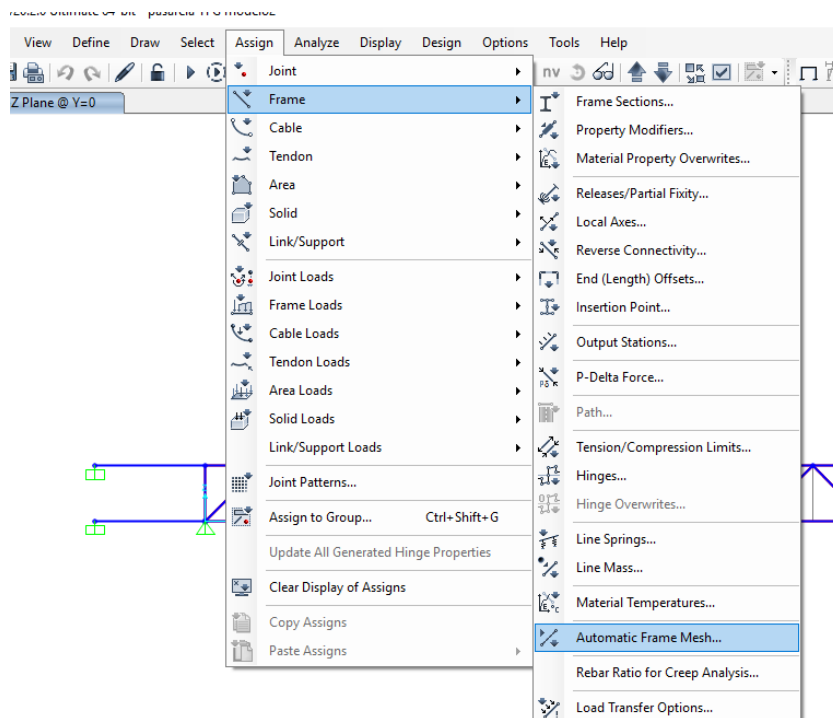 View Define Draw Select Assign Analyze Display Design Options Tools Help
nv
Z Plane @ Y=0
Joint
Frame
Cable
Tendon
Area
Solid
Link/Support
Joint Loads
Frame Loads
Cable Loads
Tendon Loads
Area Loads
Solid Loads
Link/Support Loads
Joint Patterns...
Assign to Group... Ctrl+Shift+G
Update All Generated Hinge Properties
Clear Display of Assigns
Copy Assigns
Paste Assigns
Frame Sections...
Property Modifiers...
Material Property Overwrites...
Releases/Partial Fixity...
Local Axes...
Reverse Connectivity...
End (Length) Offsets...
Insertion Point...
Output Stations...
P-Delta Force...
Path...
Tension/Compression Limits...
Hinges...
Hinge Overwrites...
Line Springs...
Line Mass...
Material Temperatures...
Automatic Frame Mesh...
Rebar Ratio for Creep Analysis...
Load Transfer Options...